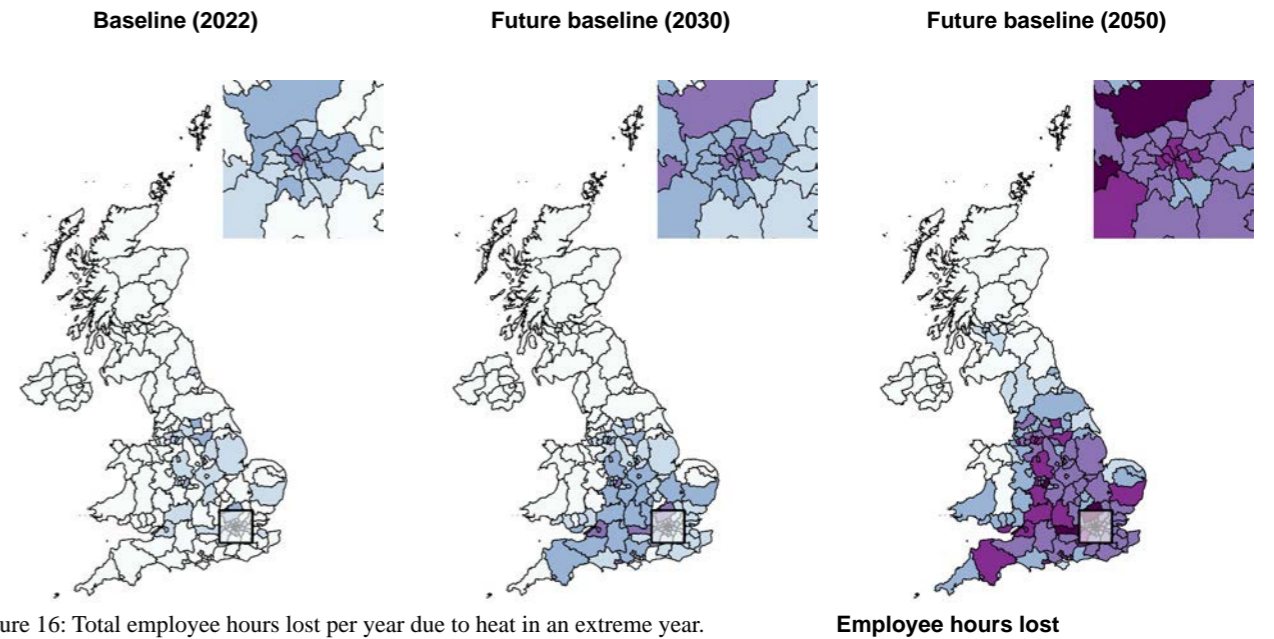 Baseline (2022)
Future baseline (2030)
Future baseline (2050)
ure 16: Total employee hours lost per year due to heat in an extreme year.
Employee hours lost